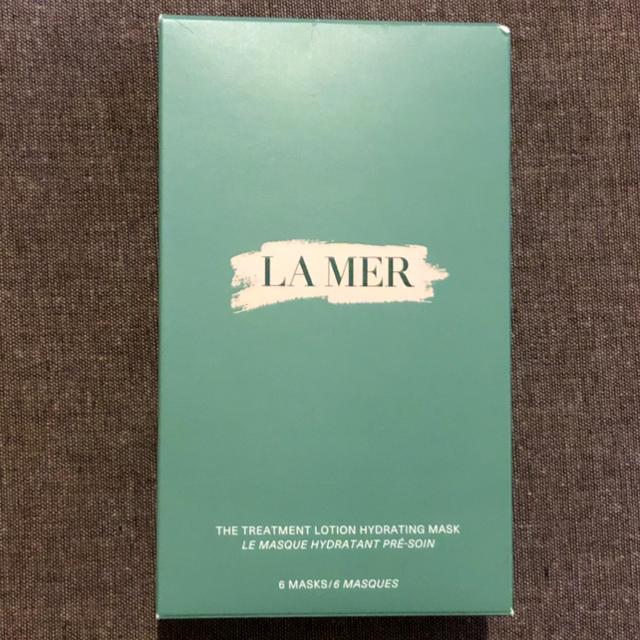 LA MER
THE TREATMENT LOTION HYDRATING MASK
LE MASQUE HYDRATANT PRÉ-SOIN
6 MASKS/6 MASQUES